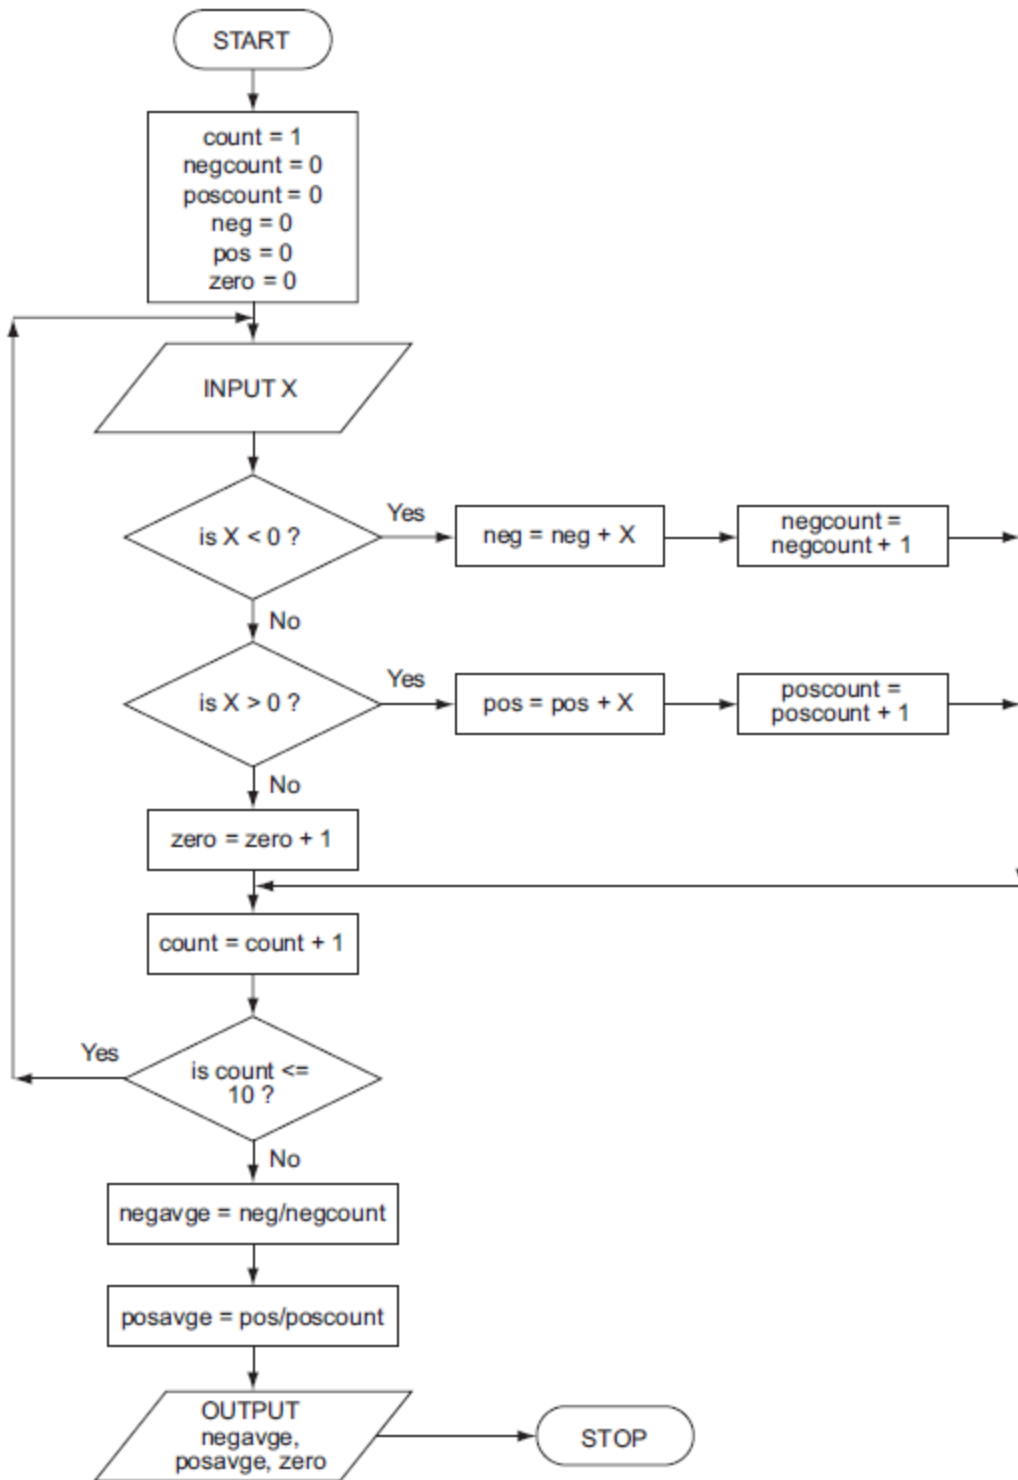 START
count = 1
negcount = 0
poscount = 0
neg = 0
pos = 0
zero = 0
INPUT X
is X < 0 ?
Yes
neg = neg + X
negcount =
negcount + 1
No
is X > 0 ?
Yes
pos = pos + X
poscount =
poscount + 1
No
zero = zero + 1
count = count + 1
Yes
is count <=
10 ?
No
negavge = neg/negcount
posavge = pos/poscount
OUTPUT
negavge,
posavge, zero
STOP